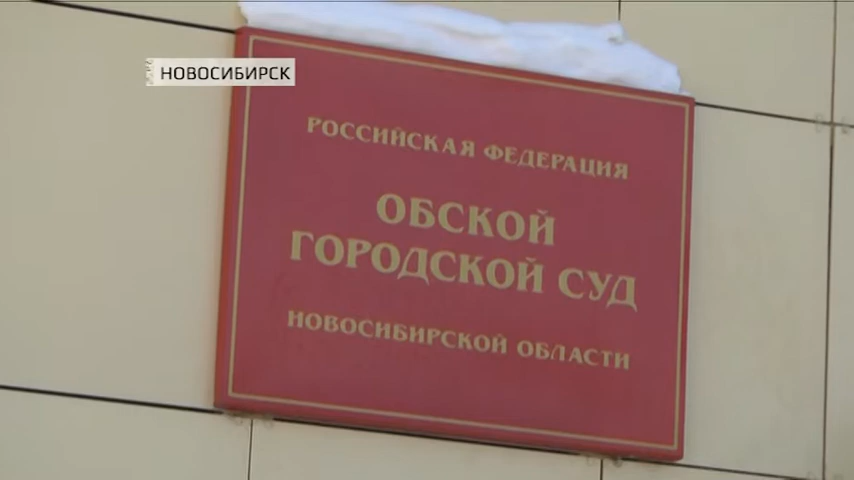 НОВОСИБИРСК
РОССИЙСКАЯ ФЕДЕРАЦИЯ
ОБСКОЙ
ГОРОДСКОЙ СУД
НОВОСИБИРСКОЙ ОБЛАСТИ